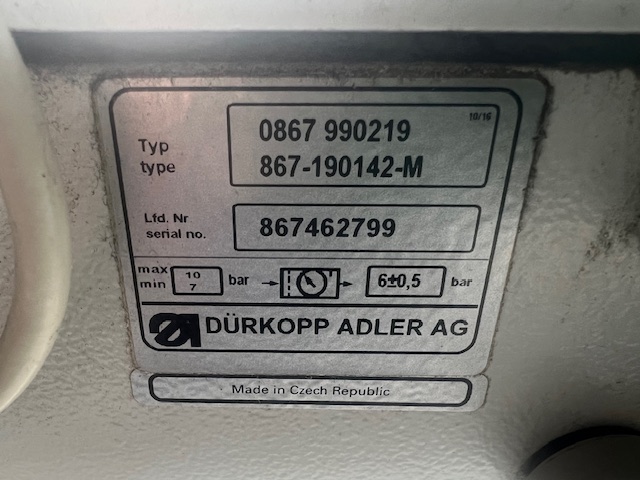 10/16
Typ
type
0867 990219
867-190142-M
Lfd. Nr
serial no.
867462799
max
min
10
7
bar
6±0,5
bar
DÜRKOPP ADLER AG
Made in Czech Republic